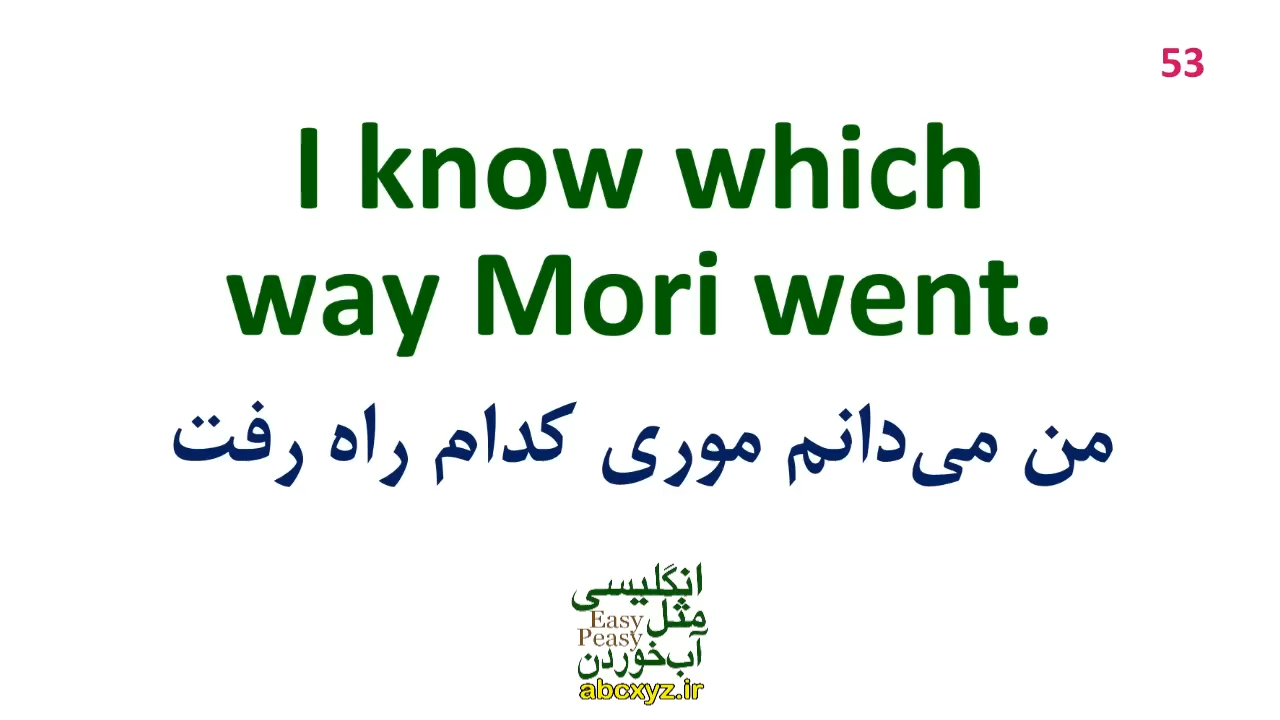 53
I know which
way Mori went.
من می‌دانم موری کدام راه رفت
انگلیسی
مثل
Easy
Peasy
آب‌خوردن
abcxyz.ir